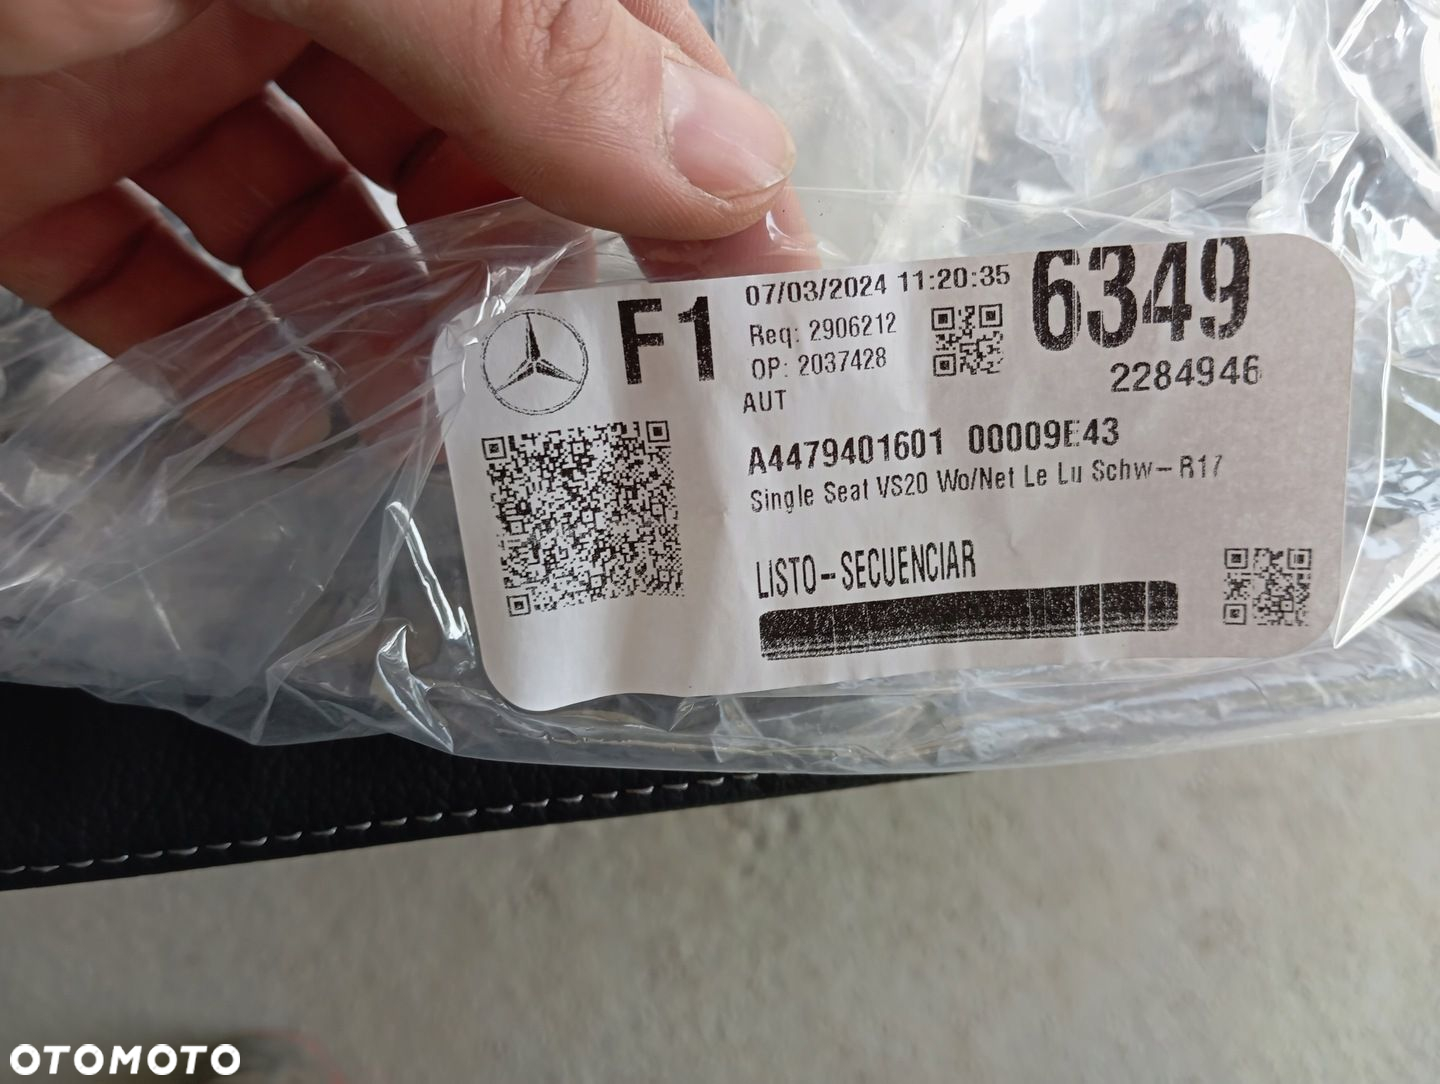 F1
07/03/2024 11:20:35
Req: 2906212
OP: 2037428
AUT
6349
2284946
A4479401601 00009E43
Single Seat VS20 Wo/Net Le Lu Schw-R17
LISTO-SECUENCIAR
OTOMOTO